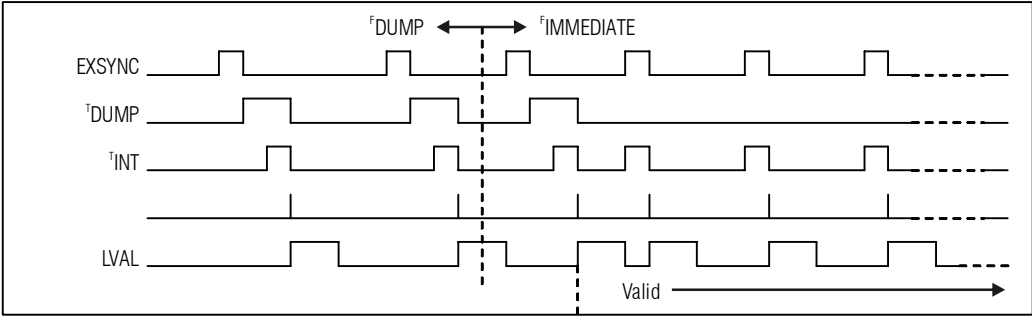 FDUMP FIMMEDIATE
EXSYNC
TDUMP
TINT
LVAL
Valid